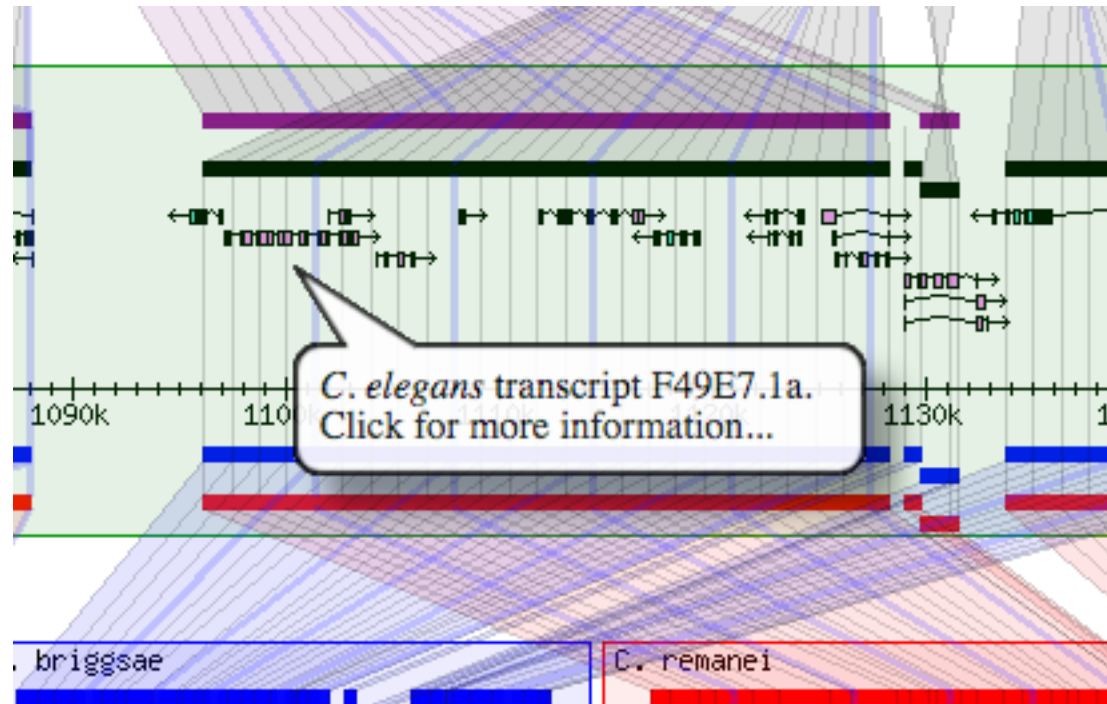 C. elegans transcript F49E7.1a.
Click for more information...
1090k
1130k
. briggsae
C. remanei